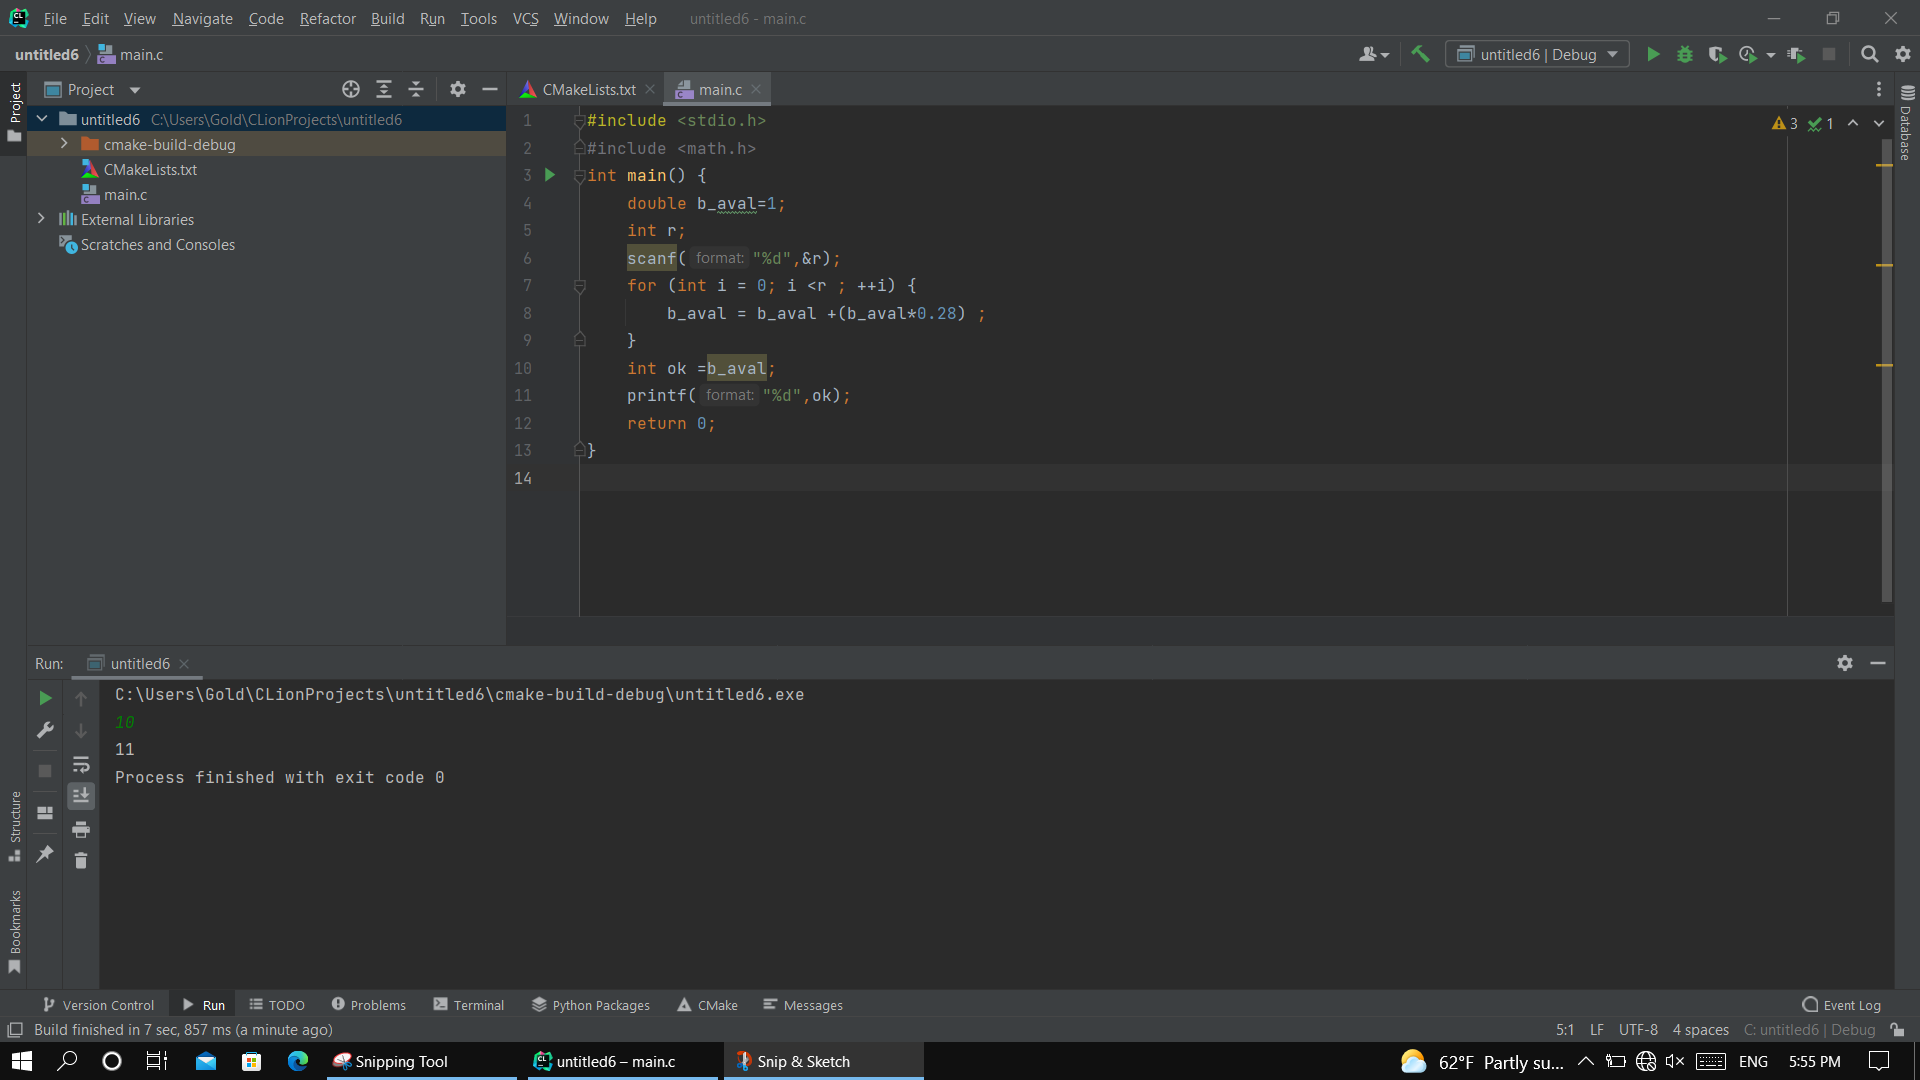 File Edit View Navigate Code Refactor Build Run Tools VCS Window Help untitled6 - main.c
untitled6 main.c untitled6 | Debug
Project CMakeLists.txt main.c
untitled6 C:\Users\Gold\CLionProjects\untitled6
cmake-build-debug
CMakeLists.txt
main.c
External Libraries
Scratches and Consoles
Project
Structure
Bookmarks
Database
3 1
1 #include <stdio.h>
2 #include <math.h>
3 int main() {
4 double b_aval=1;
5 int r;
6 scanf( format: "%d",&r);
7 for (int i = 0; i <r ; ++i) {
8 b_aval = b_aval +(b_aval*0.28) ;
9 }
10 int ok =b_aval;
11 printf( format: "%d",ok);
12 return 0;
13 }
14
Run: untitled6
C:\Users\Gold\CLionProjects\untitled6\cmake-build-debug\untitled6.exe
10
11
Process finished with exit code 0
Version Control Run TODO Problems Terminal Python Packages CMake Messages Event Log
Build finished in 7 sec, 857 ms (a minute ago) 5:1 LF UTF-8 4 spaces C: untitled6 | Debug
Snipping Tool untitled6 – main.c Snip & Sketch 62°F Partly su... ENG 5:55 PM